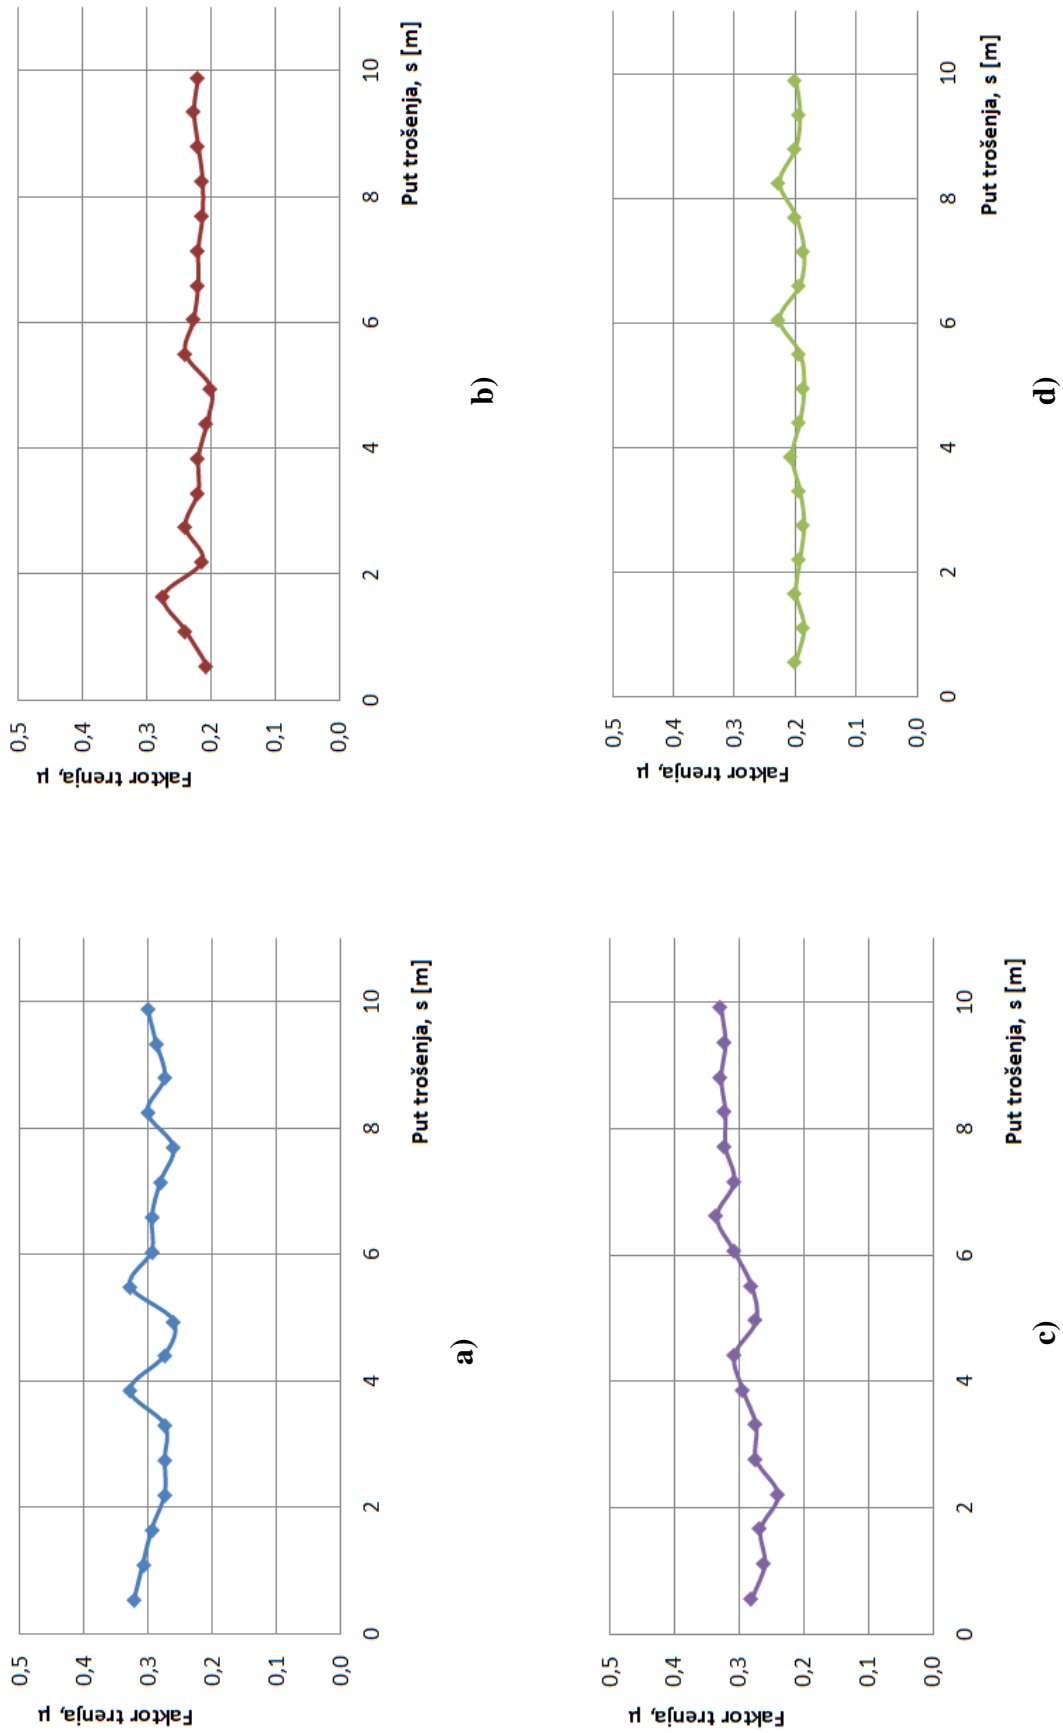 Faktor trenja, μ
0,5
0,4
0,3
0,2
0,1
0,0
0 2 4 6 8 10
Put trošenja, s [m]
a)
Faktor trenja, μ
0,5
0,4
0,3
0,2
0,1
0,0
0 2 4 6 8 10
Put trošenja, s [m]
b)
Faktor trenja, μ
0,5
0,4
0,3
0,2
0,1
0,0
0 2 4 6 8 10
Put trošenja, s [m]
c)
Faktor trenja, μ
0,5
0,4
0,3
0,2
0,1
0,0
0 2 4 6 8 10
Put trošenja, s [m]
d)